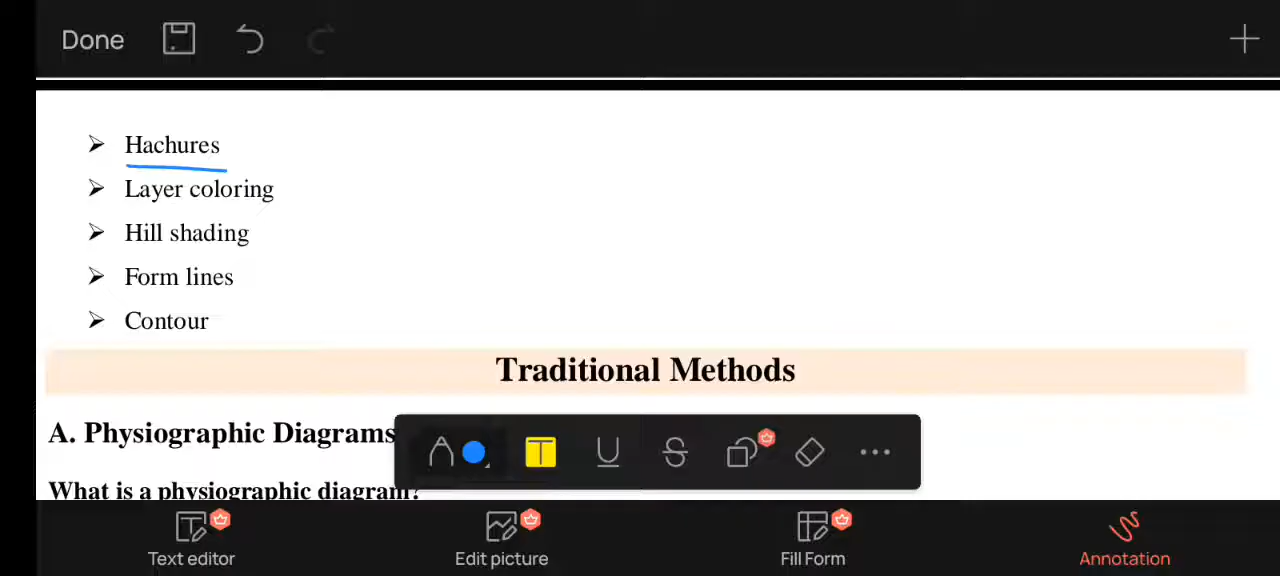 Done
Hachures
Layer coloring
Hill shading
Form lines
Contour
Traditional Methods
A. Physiographic Diagrams
What is a physiographic diagram?
Text editor
Edit picture
Fill Form
Annotation